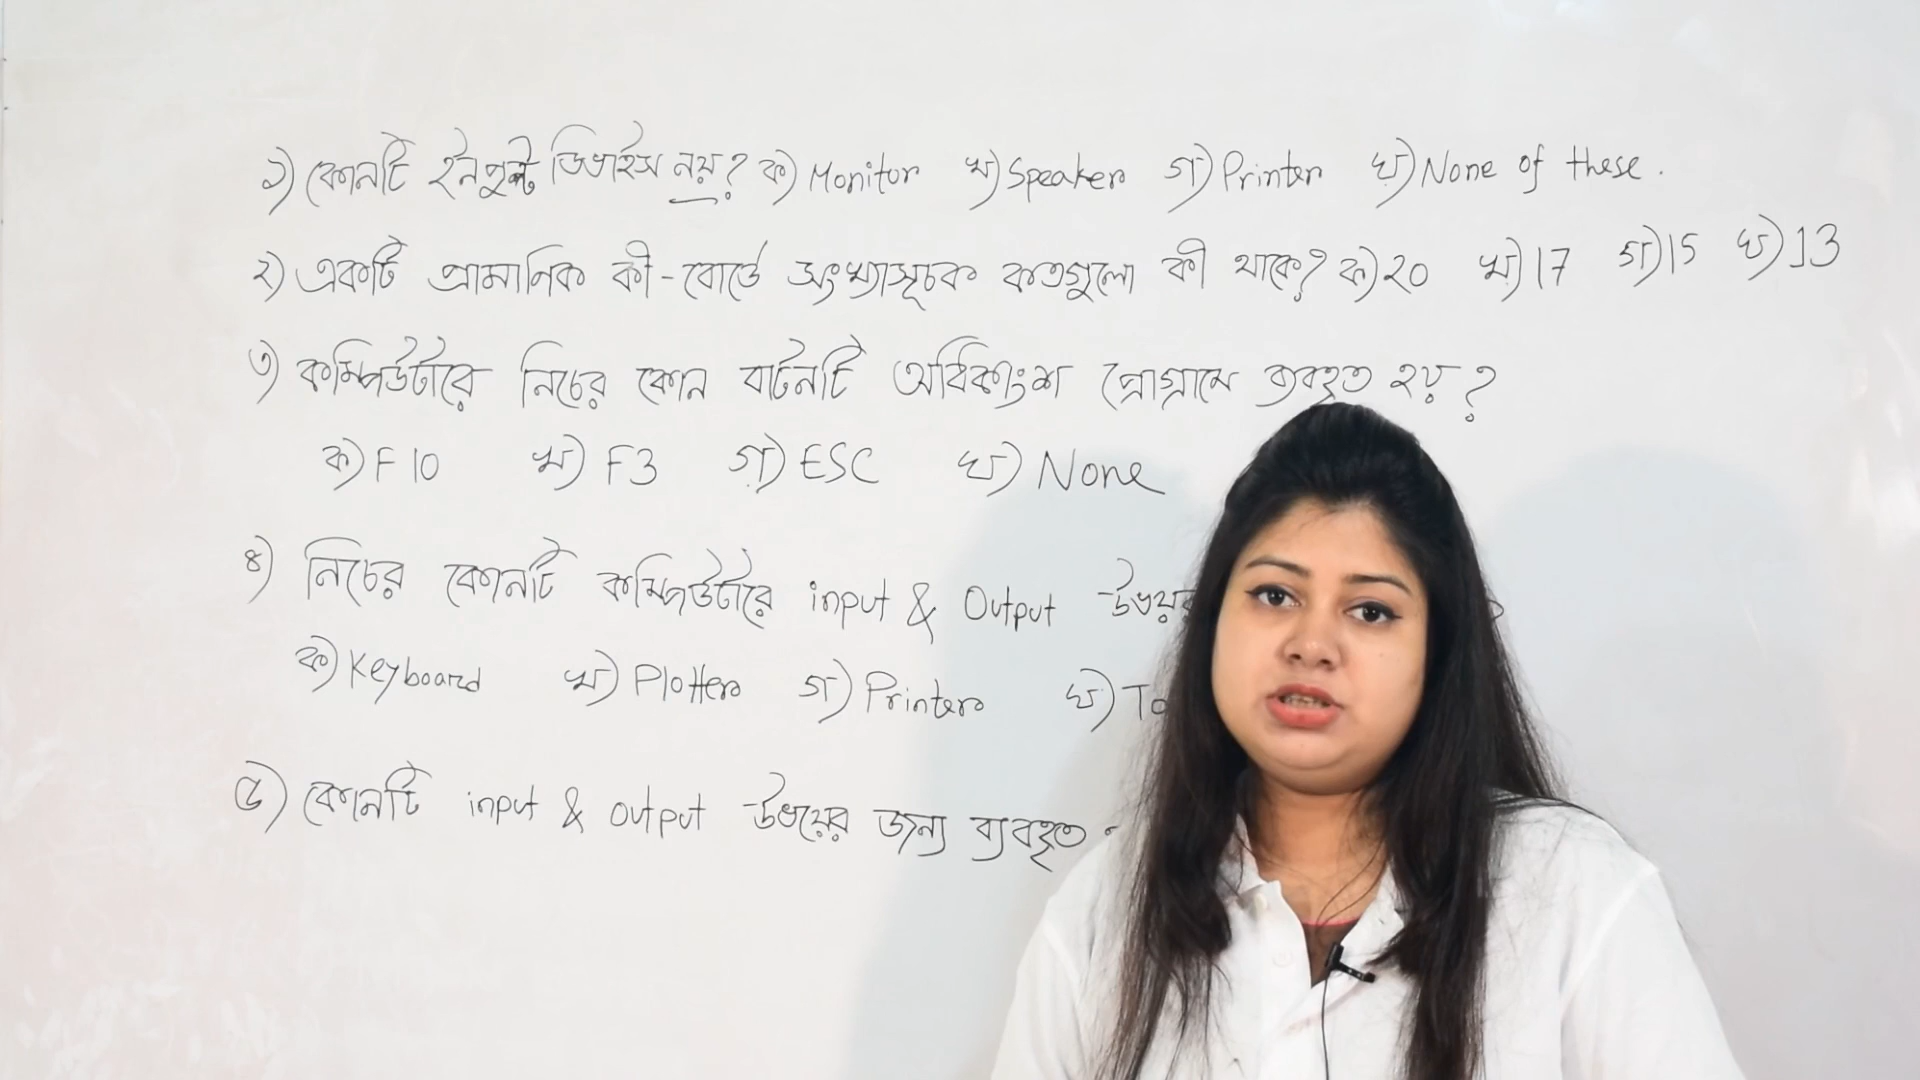 ১) কোনটি ইনপুট ডিভাইস নয়? ক) Monitor খ) Speaker গ) Printer ঘ) None of these.
২) একটি প্রামানিক কী-বোর্ডে সংখ্যাসূচক কতগুলো কী থাকে? ক) ২০ খ) 17 গ) 15 ঘ) 13
৩) কম্পিউটারে নিচের কোন বাটনটি অধিকাংশ প্রোগ্রামে ব্যবহৃত হয়?
ক) F10 খ) F3 গ) ESC ঘ) None
৪) নিচের কোনটি কম্পিউটারে input & Output
ক) Keyboard খ) Plotter গ) Printer ঘ)
৫) কোনটি input & output উভয়ের জন্য ব্যবহৃত